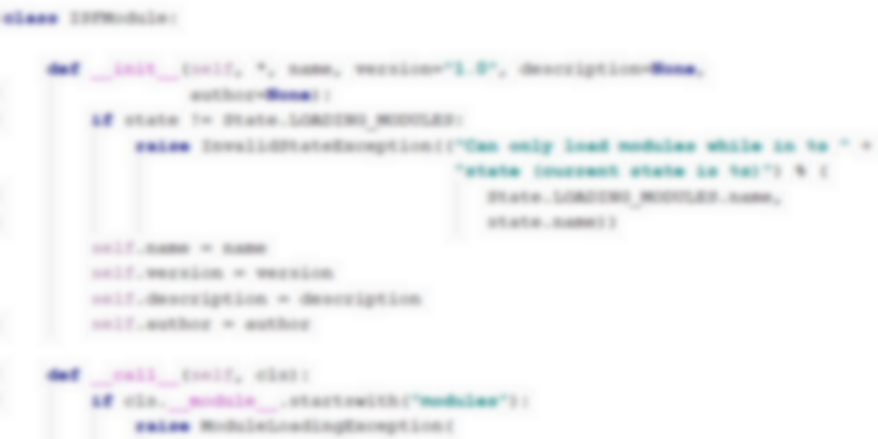 class ISFModule:
def __init__(self, *, name, version="1.0", description=None,
author=None):
if state != State.LOADING_MODULES:
raise InvalidStateException(("Can only load modules while in %s " +
"state (current state is %s)") % (
State.LOADING_MODULES.name,
state.name))
self.name = name
self.version = version
self.description = description
self.author = author
def __call__(self, cls):
if cls.__module__.startswith("modules"):
raise ModuleLoadingException(